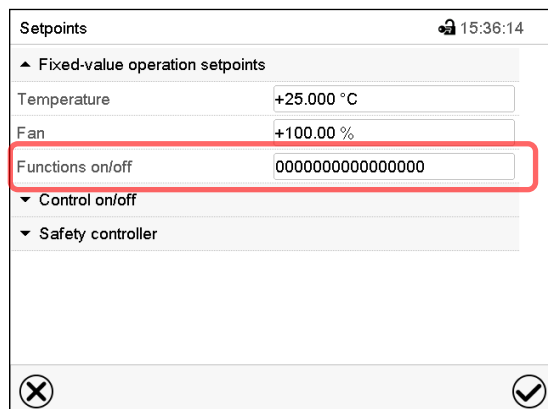 Setpoints 15:36:14
Fixed-value operation setpoints
Temperature +25.000 °C
Fan +100.00 %
Functions on/off 0000000000000000
Control on/off
Safety controller